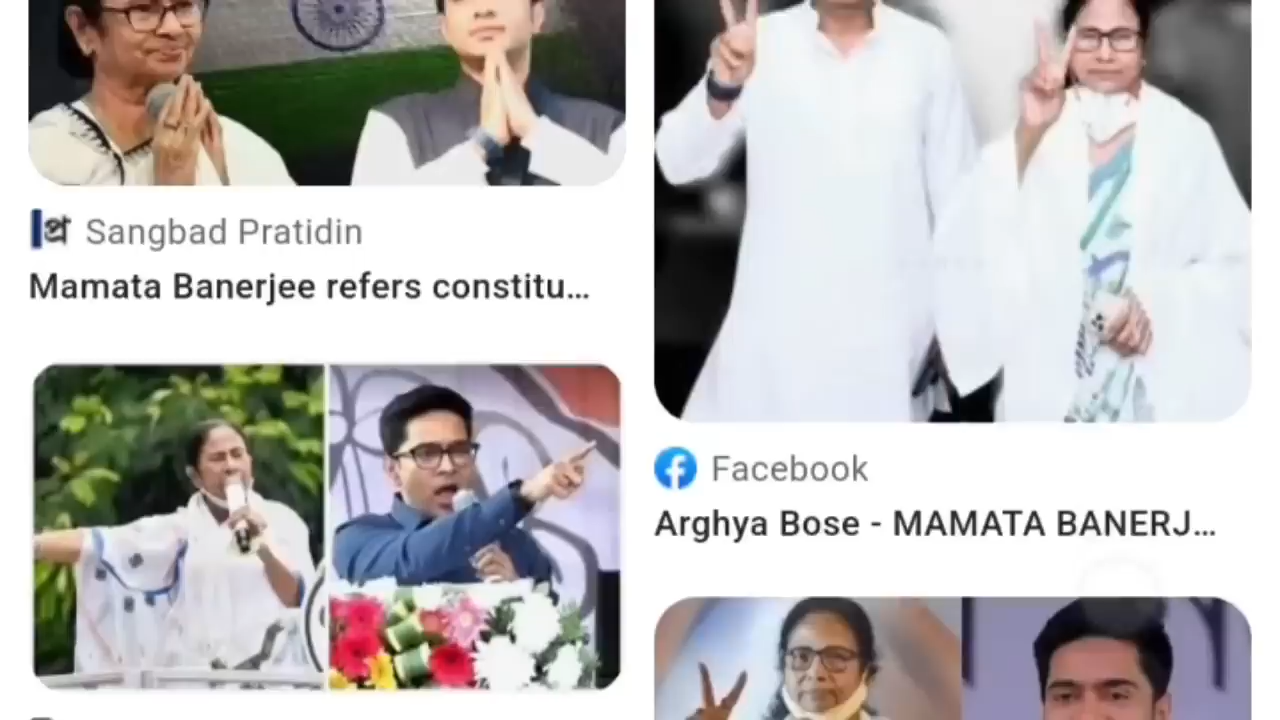 প্র Sangbad Pratidin
Mamata Banerjee refers constitu...
Facebook
Arghya Bose - MAMATA BANERJ...